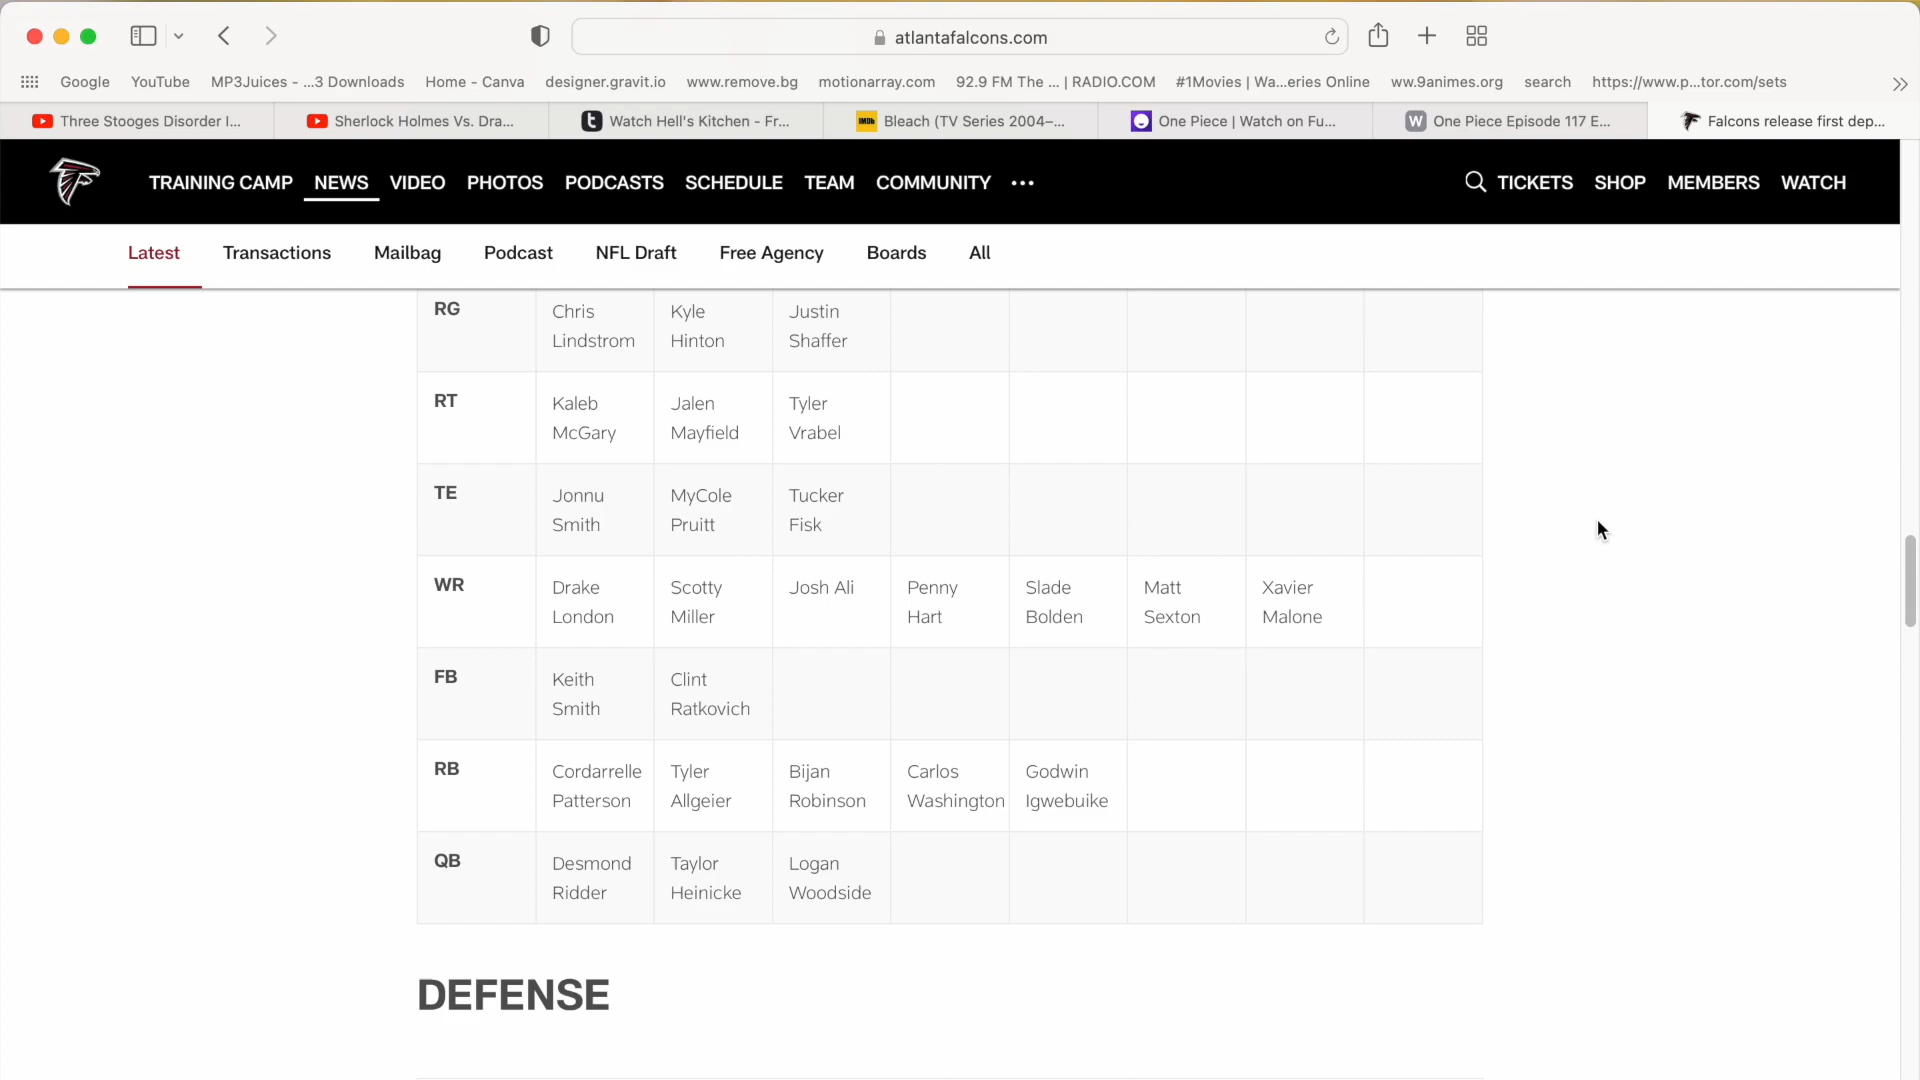 atlantafalcons.com
Google YouTube MP3Juices - ...3 Downloads Home - Canva designer.gravit.io www.remove.bg motionarray.com 92.9 FM The ... | RADIO.COM #1Movies | Wa...eries Online ww.9animes.org search https://www.p...tor.com/sets
Three Stooges Disorder I... Sherlock Holmes Vs. Dra... Watch Hell's Kitchen - Fr... IMDb Bleach (TV Series 2004–... One Piece | Watch on Fu... W One Piece Episode 117 E... Falcons release first dep...
TRAINING CAMP NEWS VIDEO PHOTOS PODCASTS SCHEDULE TEAM COMMUNITY ••• TICKETS SHOP MEMBERS WATCH
Latest Transactions Mailbag Podcast NFL Draft Free Agency Boards All
RG Chris Kyle Justin
Lindstrom Hinton Shaffer
RT Kaleb Jalen Tyler
McGary Mayfield Vrabel
TE Jonnu MyCole Tucker
Smith Pruitt Fisk
WR Drake Scotty Josh Ali Penny Slade Matt Xavier
London Miller Hart Bolden Sexton Malone
FB Keith Clint
Smith Ratkovich
RB Cordarrelle Tyler Bijan Carlos Godwin
Patterson Allgeier Robinson Washington Igwebuike
QB Desmond Taylor Logan
Ridder Heinicke Woodside
DEFENSE